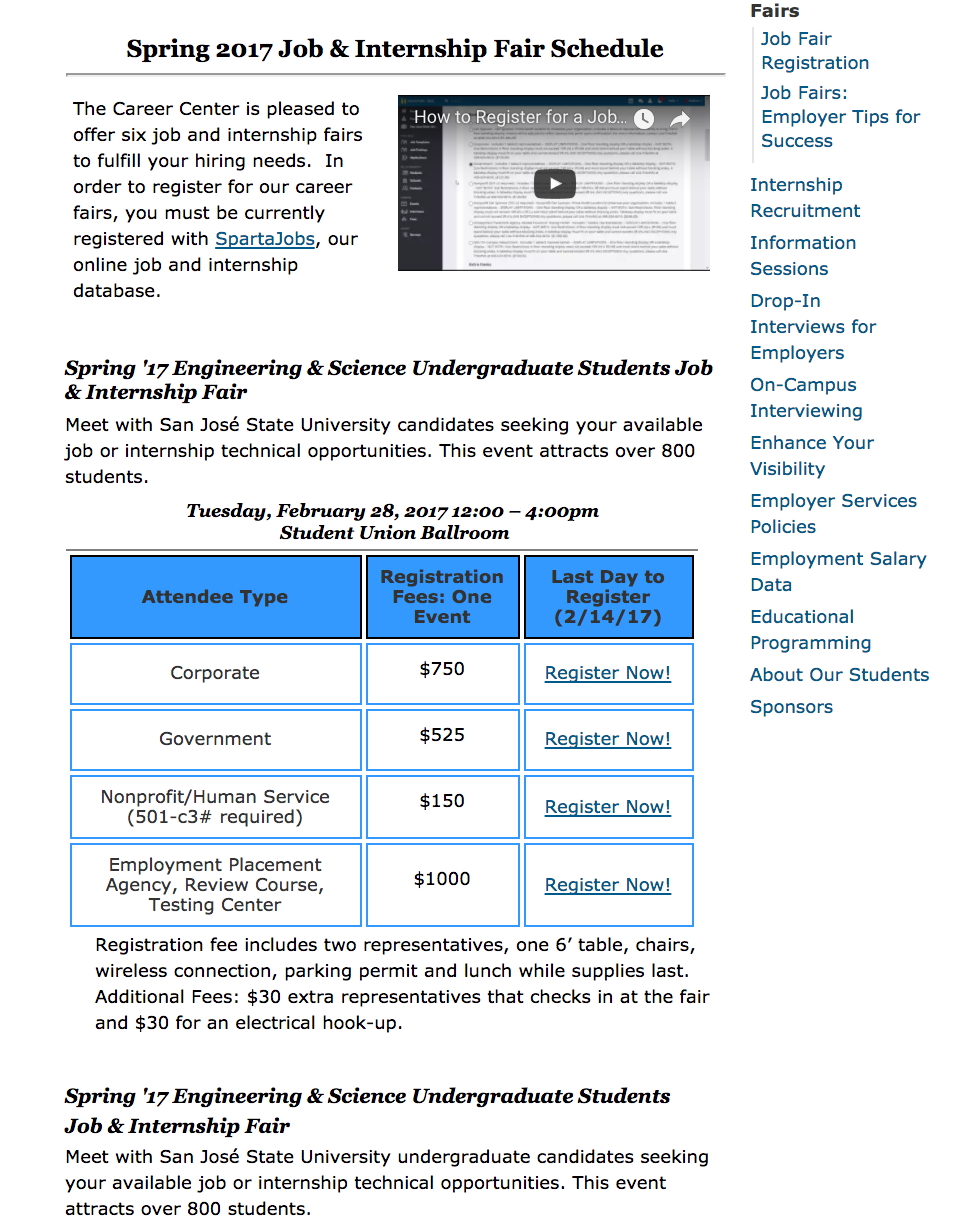 Spring 2017 Job & Internship Fair Schedule
The Career Center is pleased to
offer six job and internship fairs
to fulfill your hiring needs.  In
order to register for our career
fairs, you must be currently
registered with SpartaJobs, our
online job and internship
database.
How to Register for a Job...
Spring '17 Engineering & Science Undergraduate Students Job
& Internship Fair
Meet with San José State University candidates seeking your available
job or internship technical opportunities. This event attracts over 800
students.
Tuesday, February 28, 2017 12:00 – 4:00pm
Student Union Ballroom
Attendee Type
Registration
Fees: One
Event
Last Day to
Register
(2/14/17)
Corporate
$750
Register Now!
Government
$525
Register Now!
Nonprofit/Human Service
(501-c3# required)
$150
Register Now!
Employment Placement
Agency, Review Course,
Testing Center
$1000
Register Now!
Registration fee includes two representatives, one 6’ table, chairs,
wireless connection, parking permit and lunch while supplies last.
Additional Fees: $30 extra representatives that checks in at the fair
and $30 for an electrical hook-up.
Spring '17 Engineering & Science Undergraduate Students
Job & Internship Fair
Meet with San José State University undergraduate candidates seeking
your available job or internship technical opportunities. This event
attracts over 800 students.
Fairs
Job Fair
Registration
Job Fairs:
Employer Tips for
Success
Internship
Recruitment
Information
Sessions
Drop-In
Interviews for
Employers
On-Campus
Interviewing
Enhance Your
Visibility
Employer Services
Policies
Employment Salary
Data
Educational
Programming
About Our Students
Sponsors